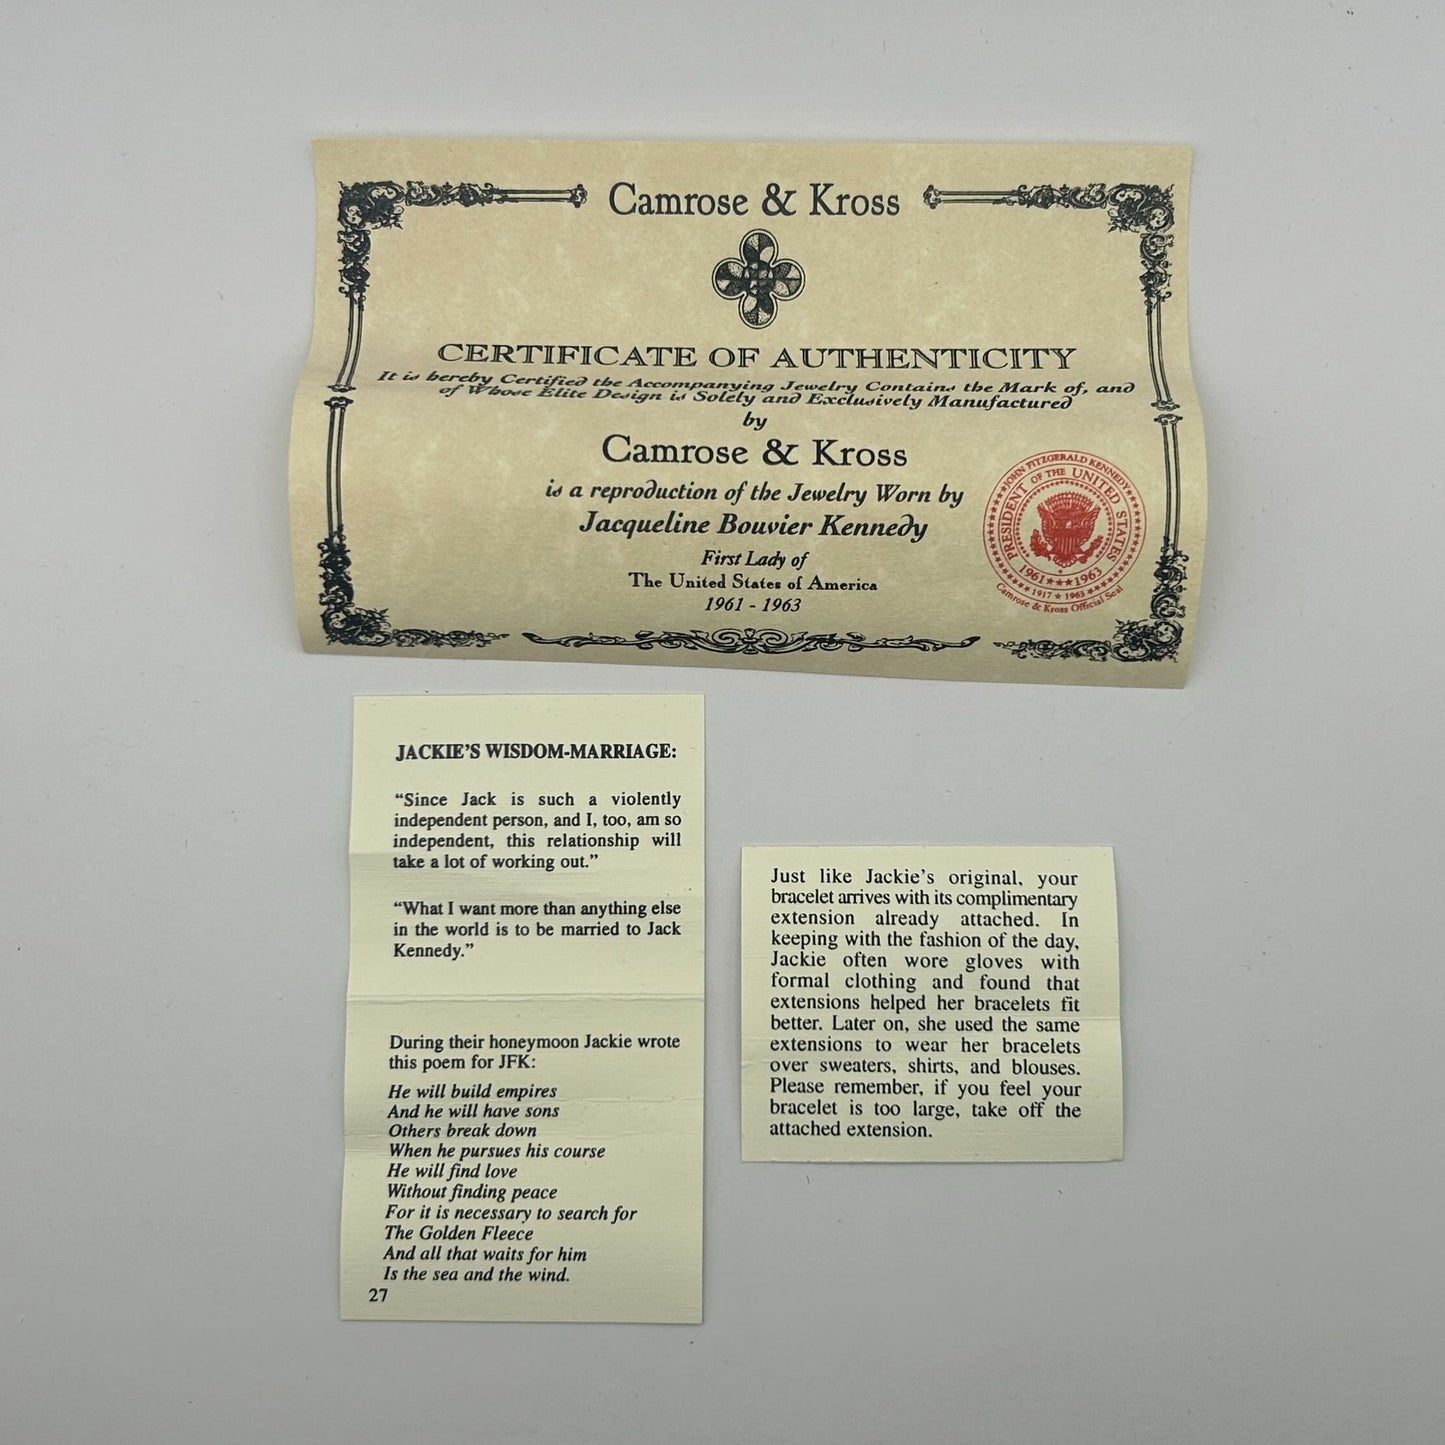 Camrose & Kross
CERTIFICATE OF AUTHENTICITY
It is hereby Certified the Accompanying Jewelry Contains the Mark of, and
of Whose Elite Design is Solely and Exclusively Manufactured
by
Camrose & Kross
is a reproduction of the Jewelry Worn by
Jacqueline Bouvier Kennedy
First Lady of
The United States of America
1961 - 1963
JOHN FITZGERALD KENNEDY
PRESIDENT OF THE UNITED STATES
1961★★★1963
1917 ★ 1963
Camrose & Kross Official Seal
JACKIE'S WISDOM-MARRIAGE:
“Since Jack is such a violently
independent person, and I, too, am so
independent, this relationship will
take a lot of working out.”
“What I want more than anything else
in the world is to be married to Jack
Kennedy.”
During their honeymoon Jackie wrote
this poem for JFK:
He will build empires
And he will have sons
Others break down
When he pursues his course
He will find love
Without finding peace
For it is necessary to search for
The Golden Fleece
And all that waits for him
Is the sea and the wind.
27
Just like Jackie's original, your
bracelet arrives with its complimentary
extension already attached. In
keeping with the fashion of the day,
Jackie often wore gloves with
formal clothing and found that
extensions helped her bracelets fit
better. Later on, she used the same
extensions to wear her bracelets
over sweaters, shirts, and blouses.
Please remember, if you feel your
bracelet is too large, take off the
attached extension.